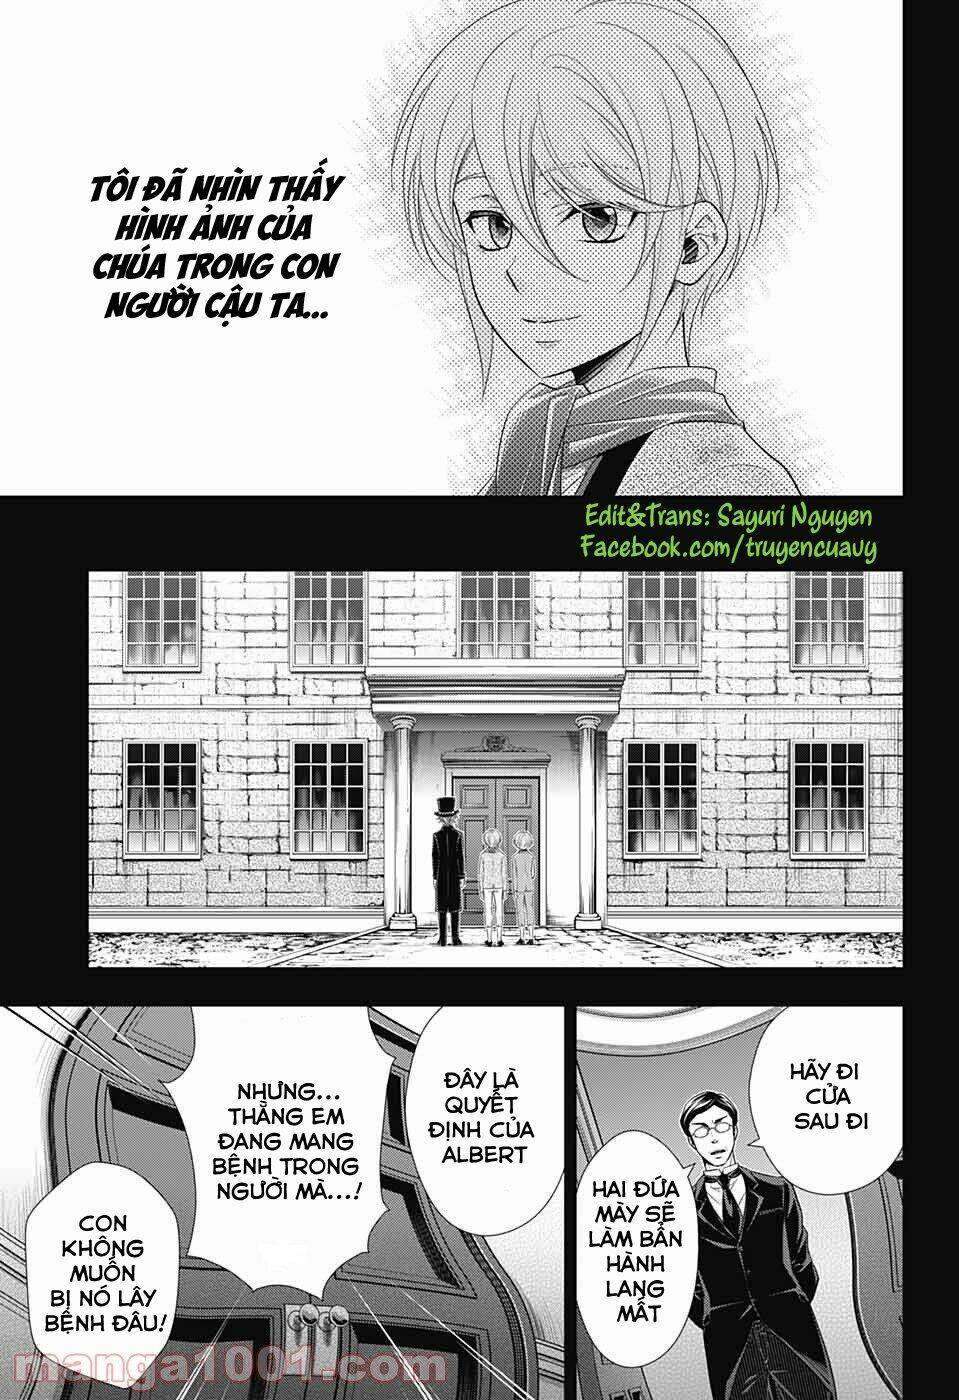 TÔI ĐÃ NHÌN THẤY
HÌNH ẢNH CỦA
CHÚA TRONG CON
NGƯỜI CẬU TA...
Edit&Trans: Sayuri Nguyen
Facebook.com/truyencuavy
HÃY ĐI
CỬA
SAU ĐI
HAI ĐỨA
MÀY SẼ
LÀM BẨN
HÀNH
LANG
MẤT
ĐÂY LÀ
QUYẾT
ĐỊNH CỦA
ALBERT
NHƯNG...
THẰNG EM
ĐANG MANG
BỆNH TRONG
NGƯỜI MÀ...!
CON
KHÔNG
MUỐN
BỊ NÓ LÂY
BỆNH ĐÂU!
manga1001.com